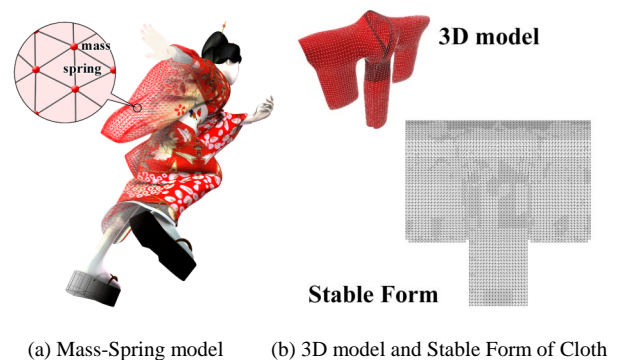 mass
spring
3D model
Stable Form
(a) Mass-Spring model (b) 3D model and Stable Form of Cloth